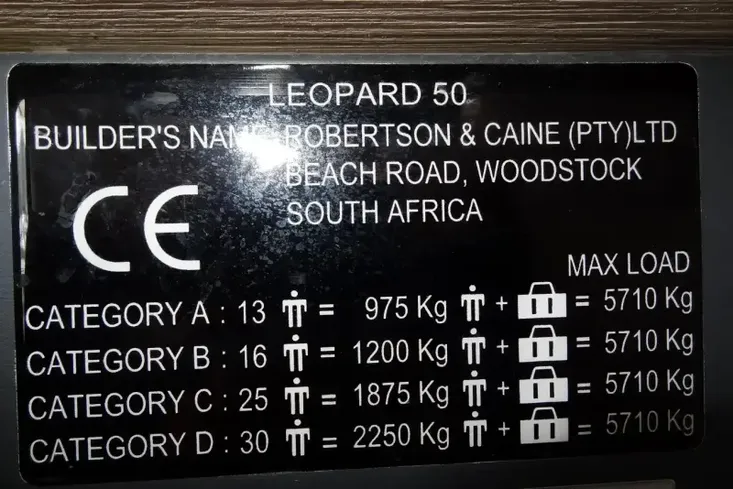 LEOPARD 50
BUILDER'S NAME ROBERTSON & CAINE (PTY)LTD
BEACH ROAD, WOODSTOCK
SOUTH AFRICA
CE
MAX LOAD
CATEGORY A : 13 = 975 Kg + = 5710 Kg
CATEGORY B : 16 = 1200 Kg + = 5710 Kg
CATEGORY C : 25 = 1875 Kg + = 5710 Kg
CATEGORY D : 30 = 2250 Kg + = 5710 Kg